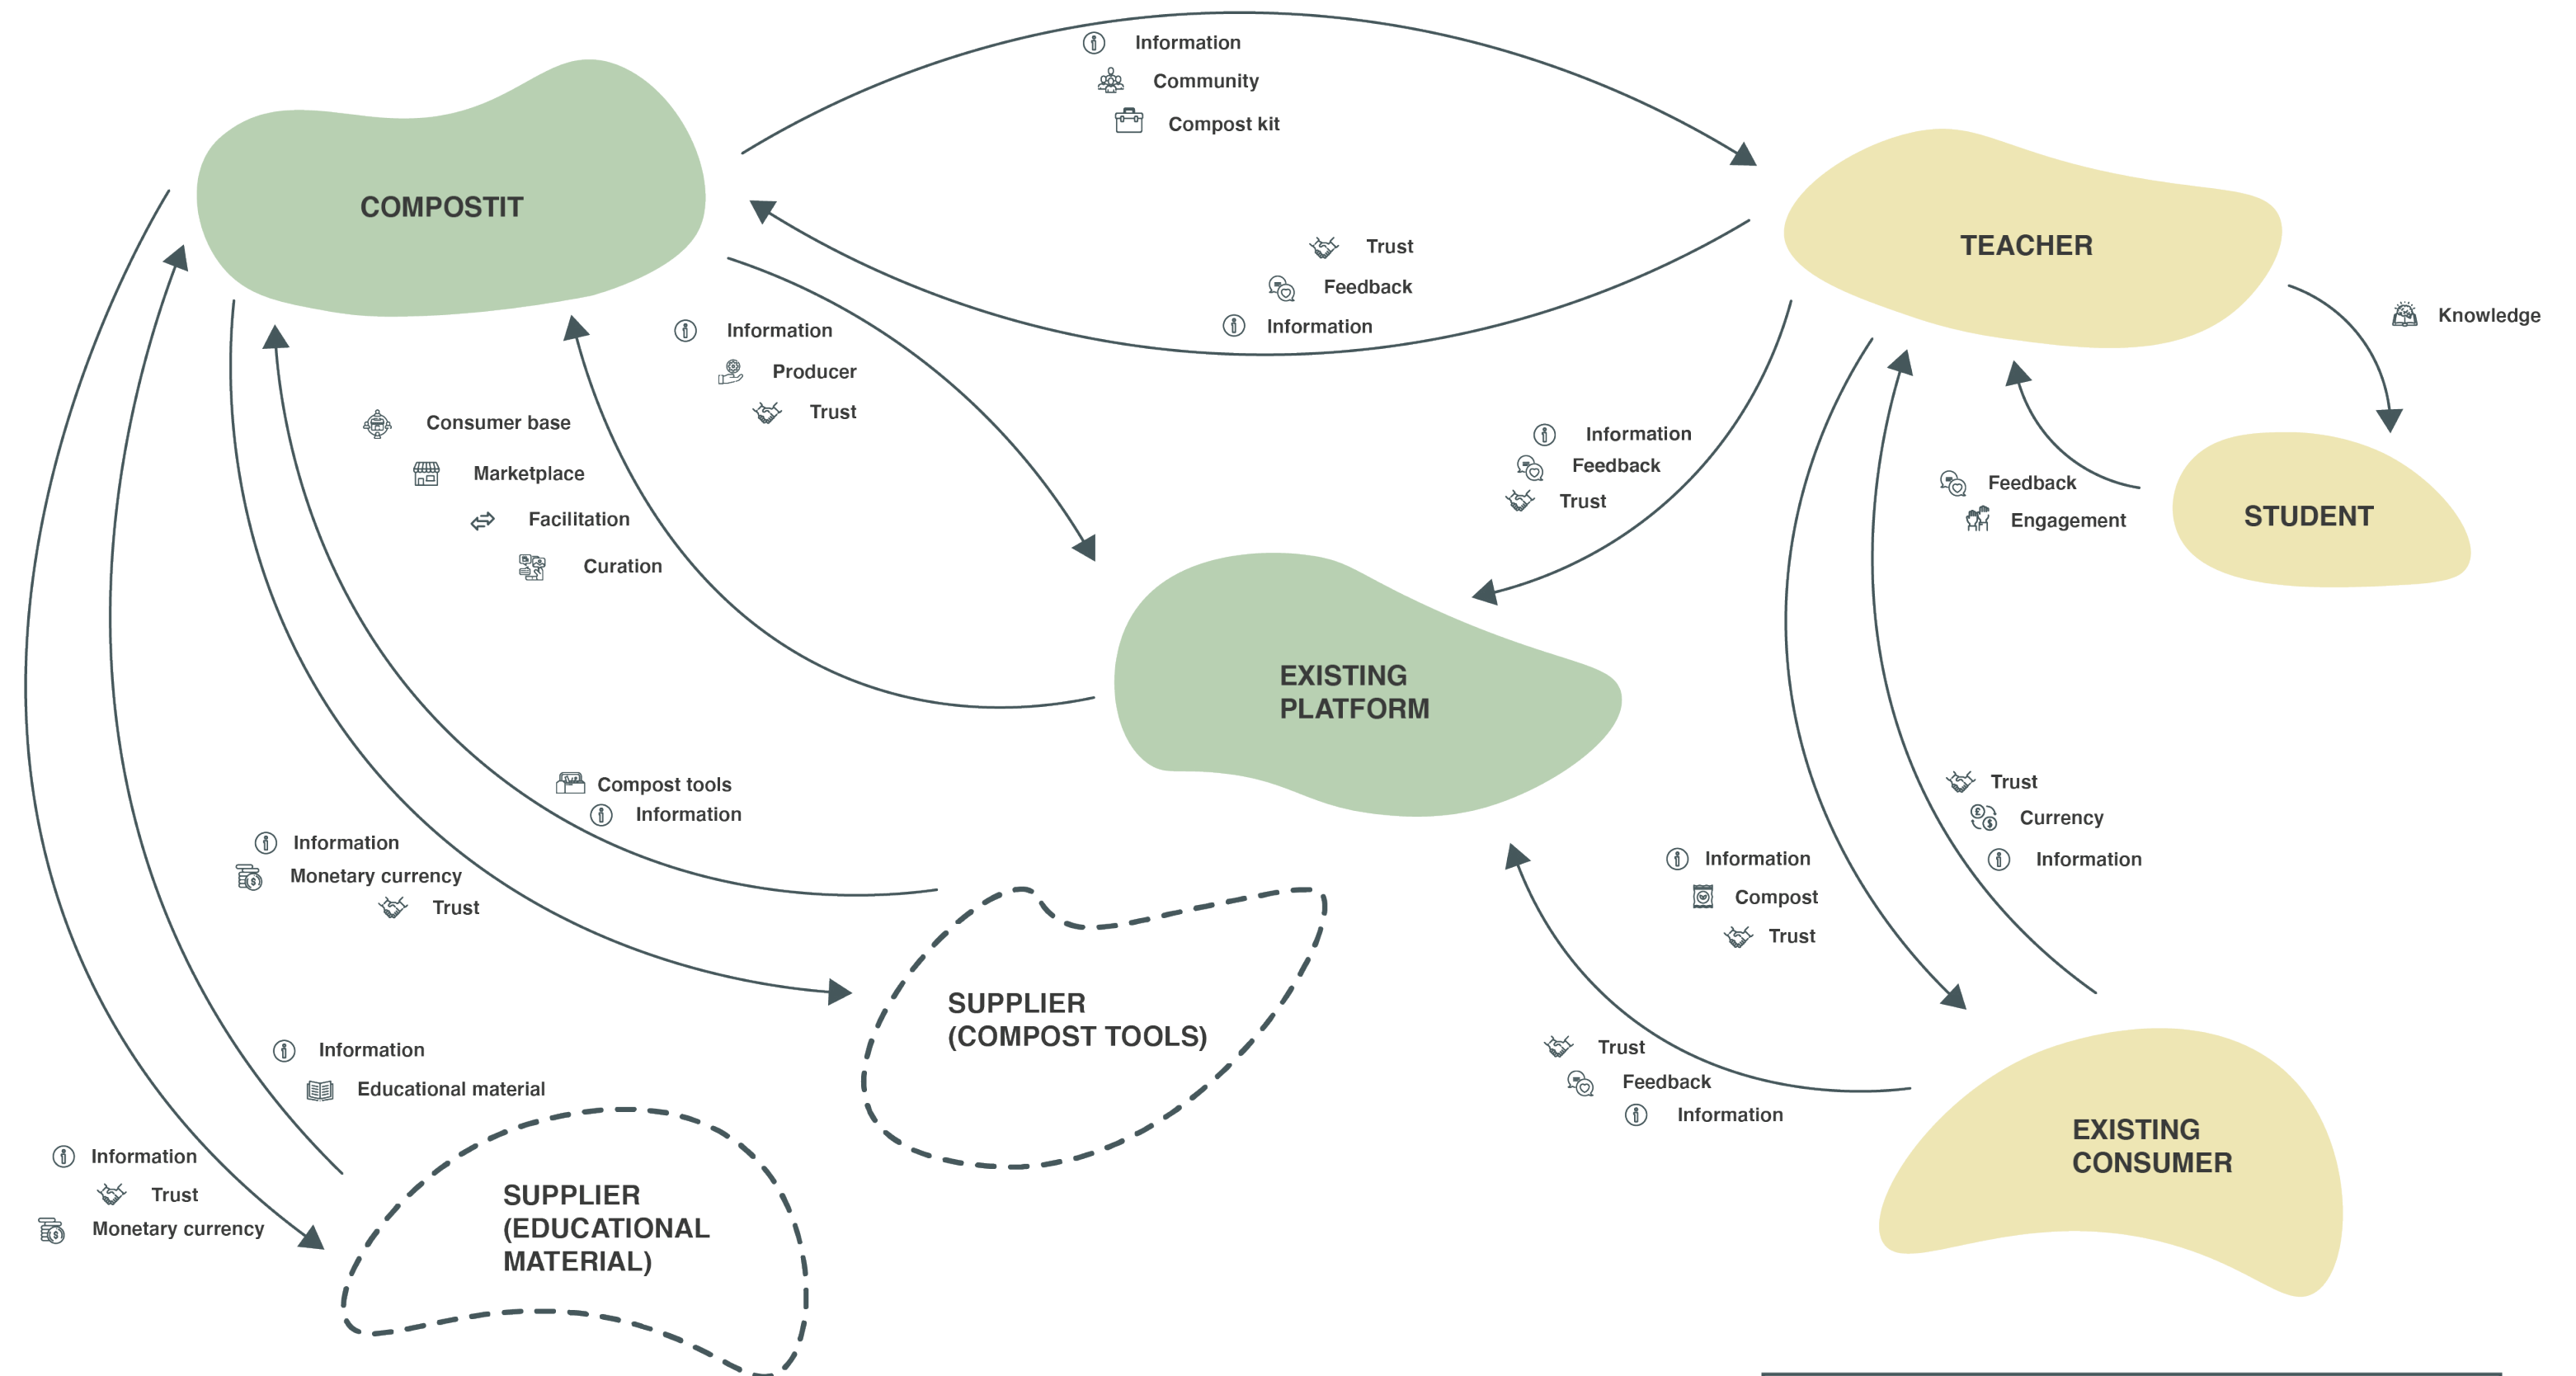 Information
Community
Compost kit
COMPOSTIT
TEACHER
Trust
Feedback
Information
Knowledge
Information
Producer
Trust
Consumer base
Marketplace
Facilitation
Curation
Information
Feedback
Trust
Feedback
Engagement
STUDENT
EXISTING
PLATFORM
Compost tools
Information
Trust
Currency
Information
Information
Monetary currency
Trust
Information
Compost
Trust
SUPPLIER
(COMPOST TOOLS)
Information
Educational material
Trust
Feedback
Information
EXISTING
CONSUMER
Information
Trust
Monetary currency
SUPPLIER
(EDUCATIONAL
MATERIAL)